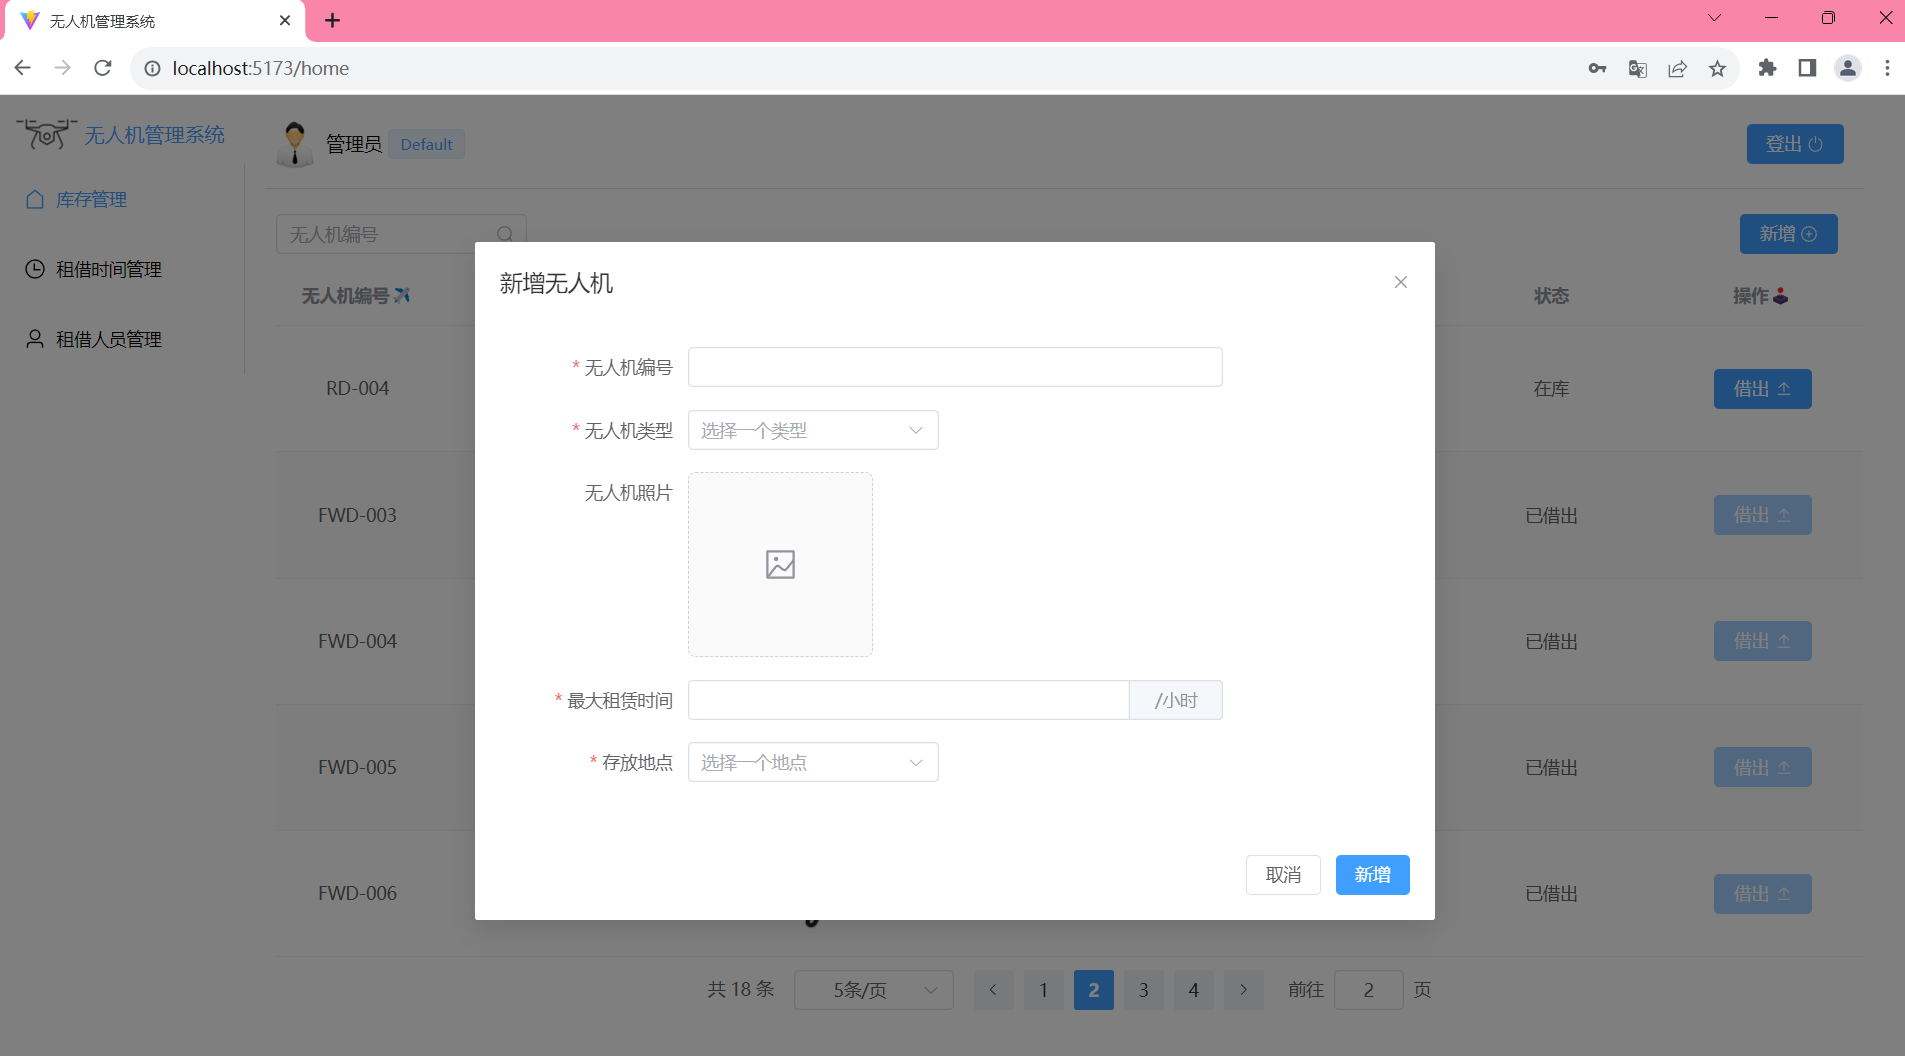 无人机管理系统
localhost:5173/home
无人机管理系统
管理员 Default
登出
库存管理
租借时间管理
租借人员管理
无人机编号
新增
无人机编号 状态 操作
RD-004 在库 借出
FWD-003 已借出 借出
FWD-004 已借出 借出
FWD-005 已借出 借出
FWD-006 已借出 借出
新增无人机
* 无人机编号
* 无人机类型 选择一个类型
无人机照片
* 最大租赁时间 /小时
* 存放地点 选择一个地点
取消 新增
共 18 条 5条/页 1 2 3 4 前往 2 页